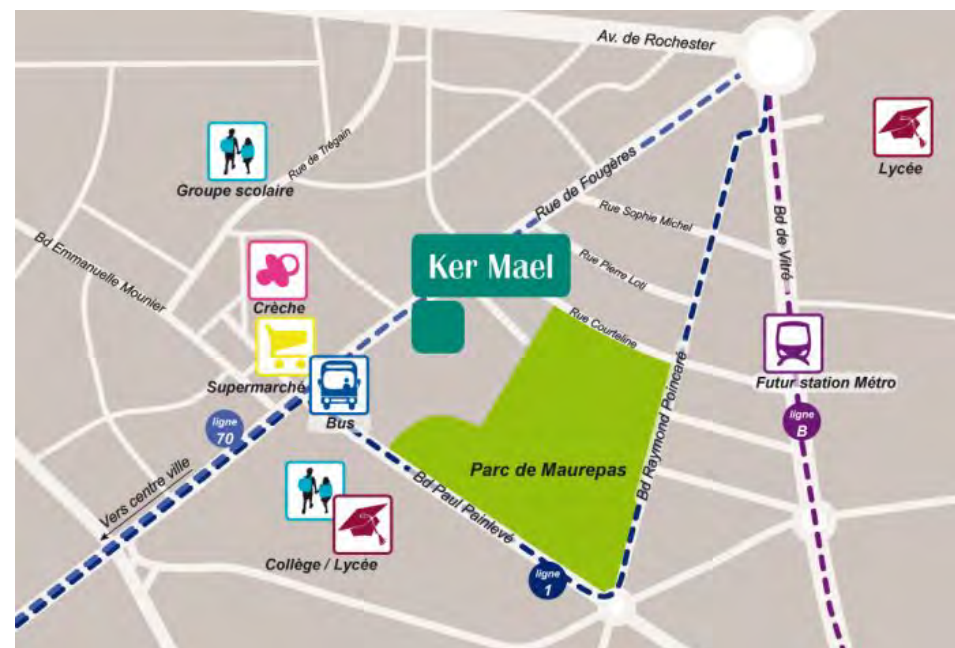 Av. de Rochester
Lycée
Rue de Trégain
Groupe scolaire
Rue de Fougères
Rue Sophie Michel
Bd de Vitré
Bd Emmanuelle Mounier
Ker Mael
Rue Pierre Loti
Crèche
Rue Courteline
Supermarché
Futur station Métro
Bus
Bd Raymond Poincaré
ligne
70
ligne
B
Parc de Maurepas
Vers centre ville
Bd Paul Painlevé
Collège / Lycée
ligne
1